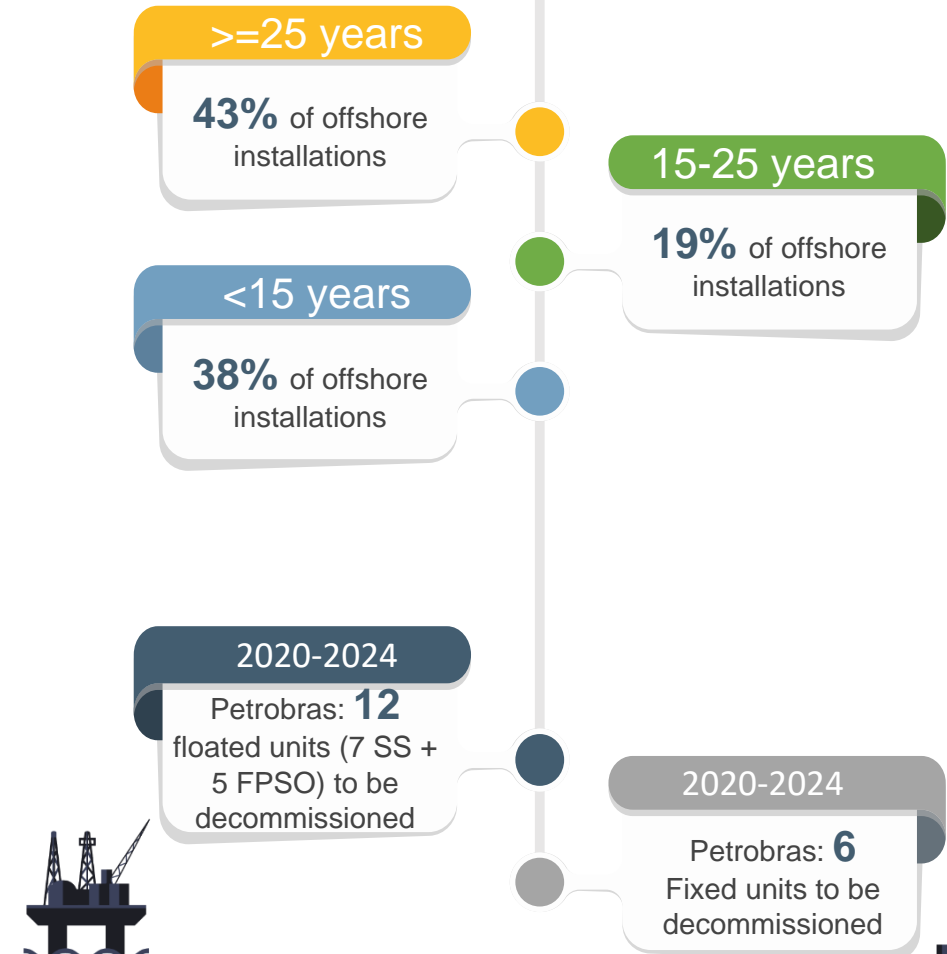 >=25 years
43% of offshore
installations
15-25 years
19% of offshore
installations
<15 years
38% of offshore
installations
2020-2024
Petrobras: 12
floated units (7 SS +
5 FPSO) to be
decommissioned
2020-2024
Petrobras: 6
Fixed units to be
decommissioned